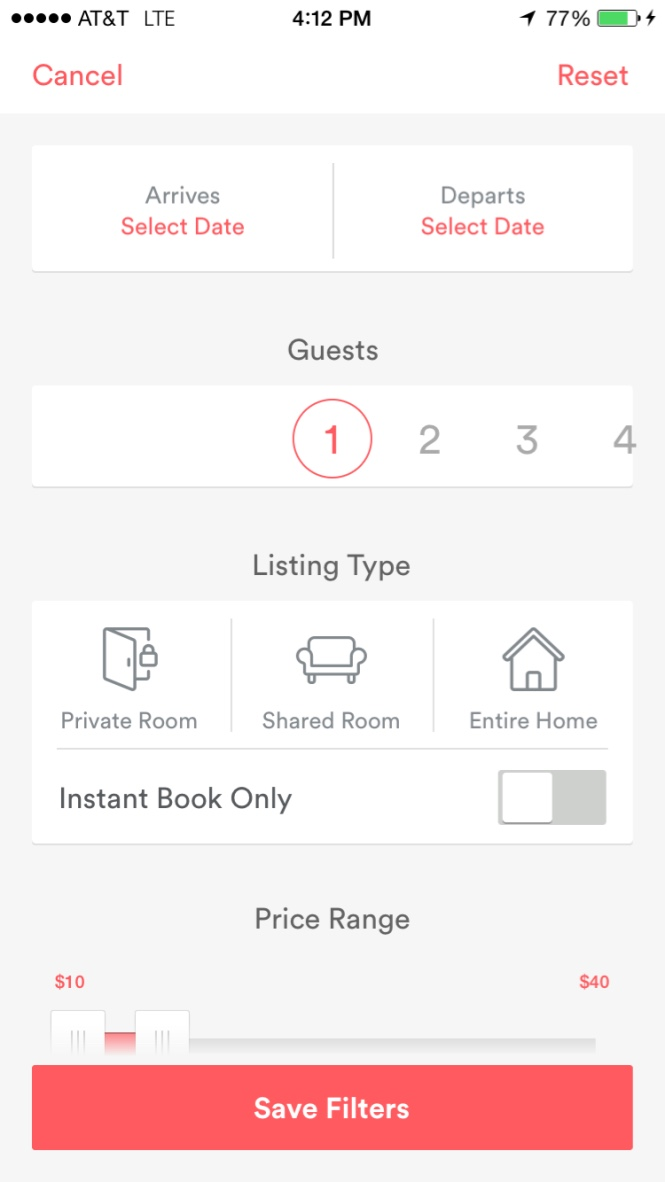 AT&T LTE 4:12 PM 77%
Cancel Reset
Arrives Departs
Select Date Select Date
Guests
1 2 3 4
Listing Type
Private Room Shared Room Entire Home
Instant Book Only
Price Range
$10 $40
Save Filters